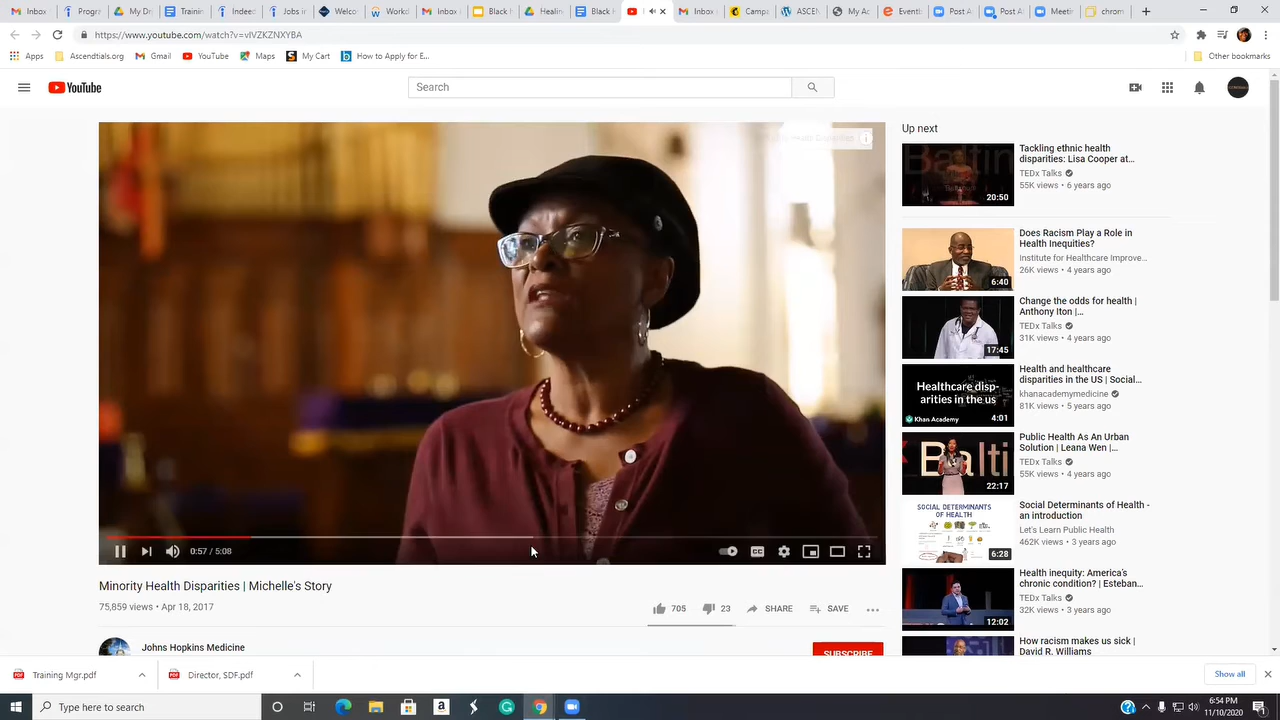 Inbox
Progr
My Dr
Trainin
Indeed
Jobs in
Welco
Works
Inbox
Black H
Healin
Black H
Inbox
Camp
ASCEN
My Ac
Eventb
Post A
Post A
Meetin
chrom
https://www.youtube.com/watch?v=vIVZKZNXYBA
Apps
Ascendtials.org
Gmail
YouTube
Maps
My Cart
How to Apply for E...
Other bookmarks
YouTube
Search
Up next
Tackling ethnic health
disparities: Lisa Cooper at...
TEDx Talks
55K views • 6 years ago
20:50
Does Racism Play a Role in
Health Inequities?
Institute for Healthcare Improve...
26K views • 4 years ago
6:40
Change the odds for health |
Anthony Iton |...
TEDx Talks
31K views • 4 years ago
17:45
Healthcare disp-
arities in the us
Khan Academy
4:01
Health and healthcare
disparities in the US | Social...
khanacademymedicine
81K views • 5 years ago
Balti
22:17
Public Health As An Urban
Solution | Leana Wen |...
TEDx Talks
55K views • 4 years ago
SOCIAL DETERMINANTS
OF HEALTH
6:28
Social Determinants of Health -
an introduction
Let's Learn Public Health
462K views • 3 years ago
12:02
Health inequity: America's
chronic condition? | Esteban...
TEDx Talks
32K views • 3 years ago
How racism makes us sick |
David R. Williams
0:57 / 5:08
Minority Health Disparities | Michelle's Story
75,859 views • Apr 18, 2017
705
23
SHARE
SAVE
Johns Hopkins Medicine
SUBSCRIBE
Training Mgr.pdf
Director, SDF.pdf
Show all
Type here to search
6:54 PM
11/10/2020